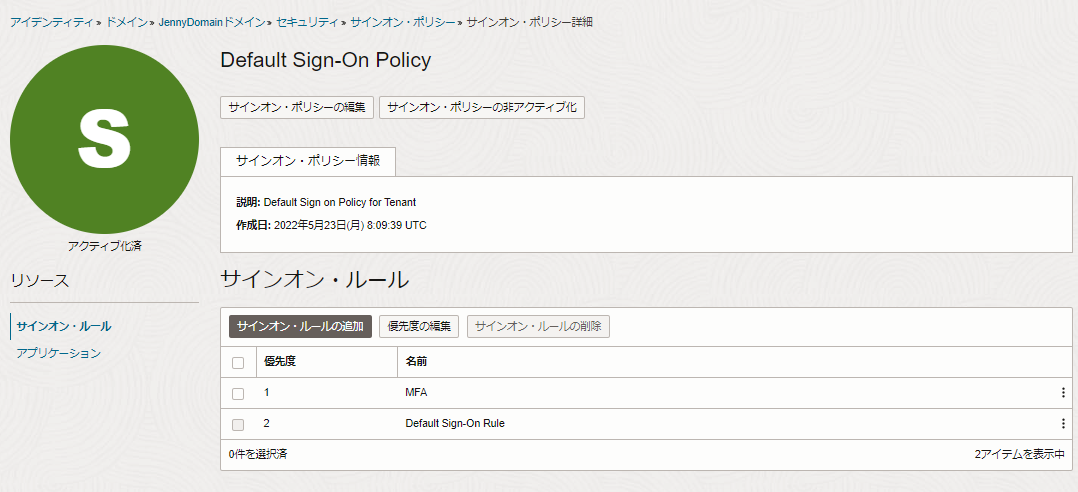 アイデンティティ » ドメイン » JennyDomainドメイン » セキュリティ » サインオン・ポリシー » サインオン・ポリシー詳細
S
アクティブ化済
Default Sign-On Policy
サインオン・ポリシーの編集 サインオン・ポリシーの非アクティブ化
サインオン・ポリシー情報
説明: Default Sign on Policy for Tenant
作成日: 2022年5月23日(月) 8:09:39 UTC
リソース
サインオン・ルール
アプリケーション
サインオン・ルール
サインオン・ルールの追加 優先度の編集 サインオン・ルールの削除
優先度 名前
1 MFA
2 Default Sign-On Rule
0件を選択済 2アイテムを表示中